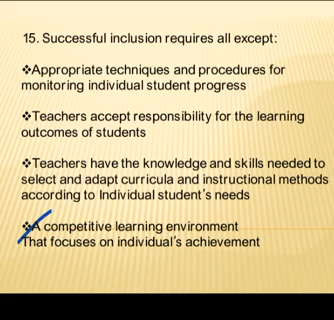 15. Successful inclusion requires all except:
❖Appropriate techniques and procedures for
monitoring individual student progress
❖Teachers accept responsibility for the learning
outcomes of students
❖Teachers have the knowledge and skills needed to
select and adapt curricula and instructional methods
according to Individual student's needs
❖A competitive learning environment
That focuses on individual's achievement